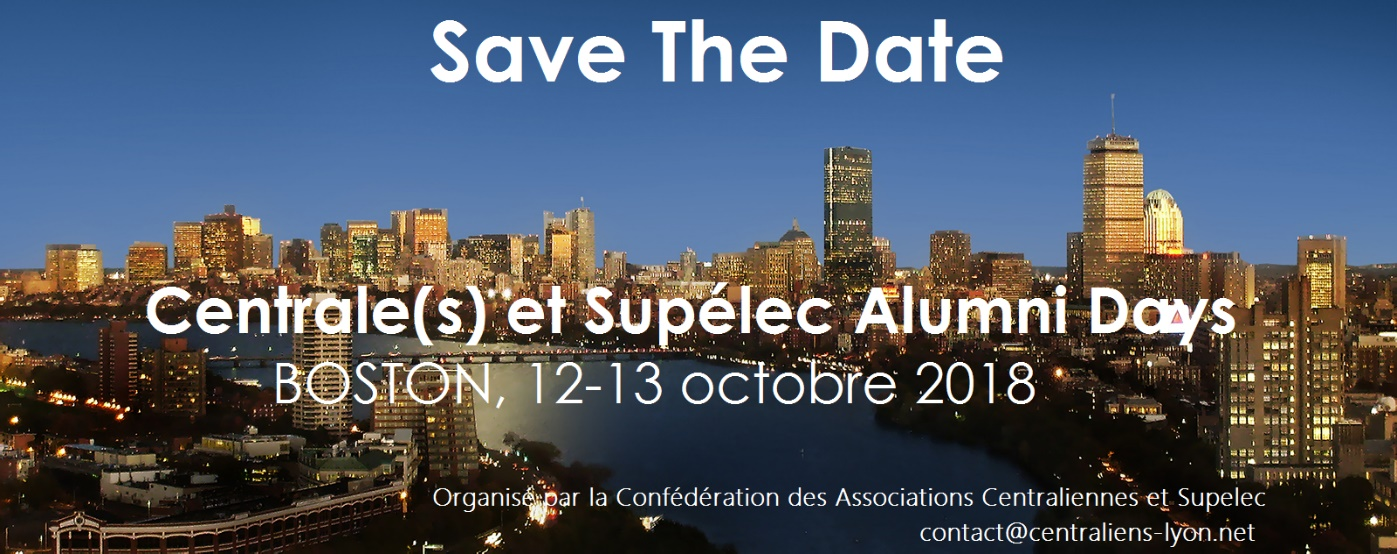 Save The Date
Centrale(s) et Supélec Alumni Days
BOSTON, 12-13 octobre 2018
Organisé par la Confédération des Associations Centraliennes et Supelec
contact@centraliens-lyon.net